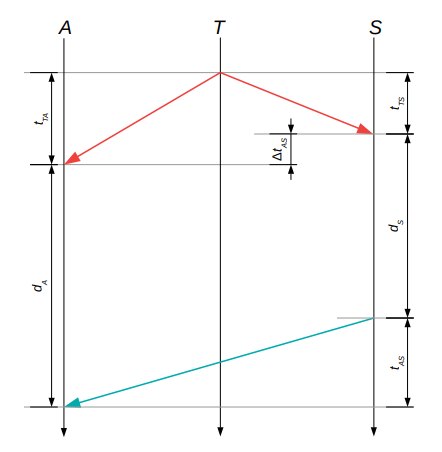 A
T
S
t_TA
t_TS
Δt_AS
d_S
d_A
t_AS